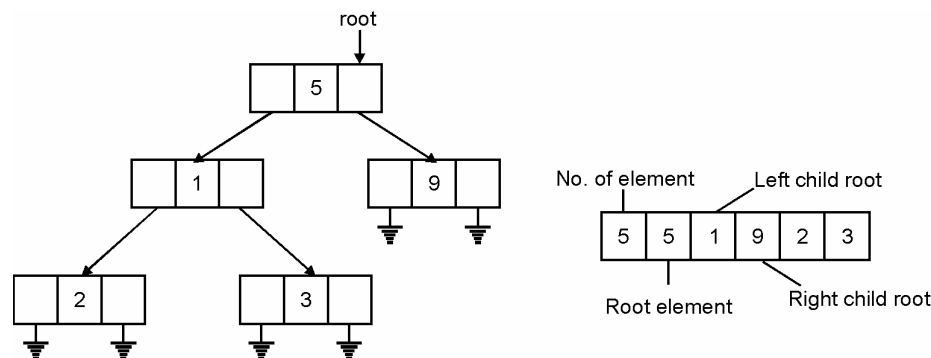 root
5
1
9
2
3
No. of element
Left child root
5 5 1 9 2 3
Root element
Right child root